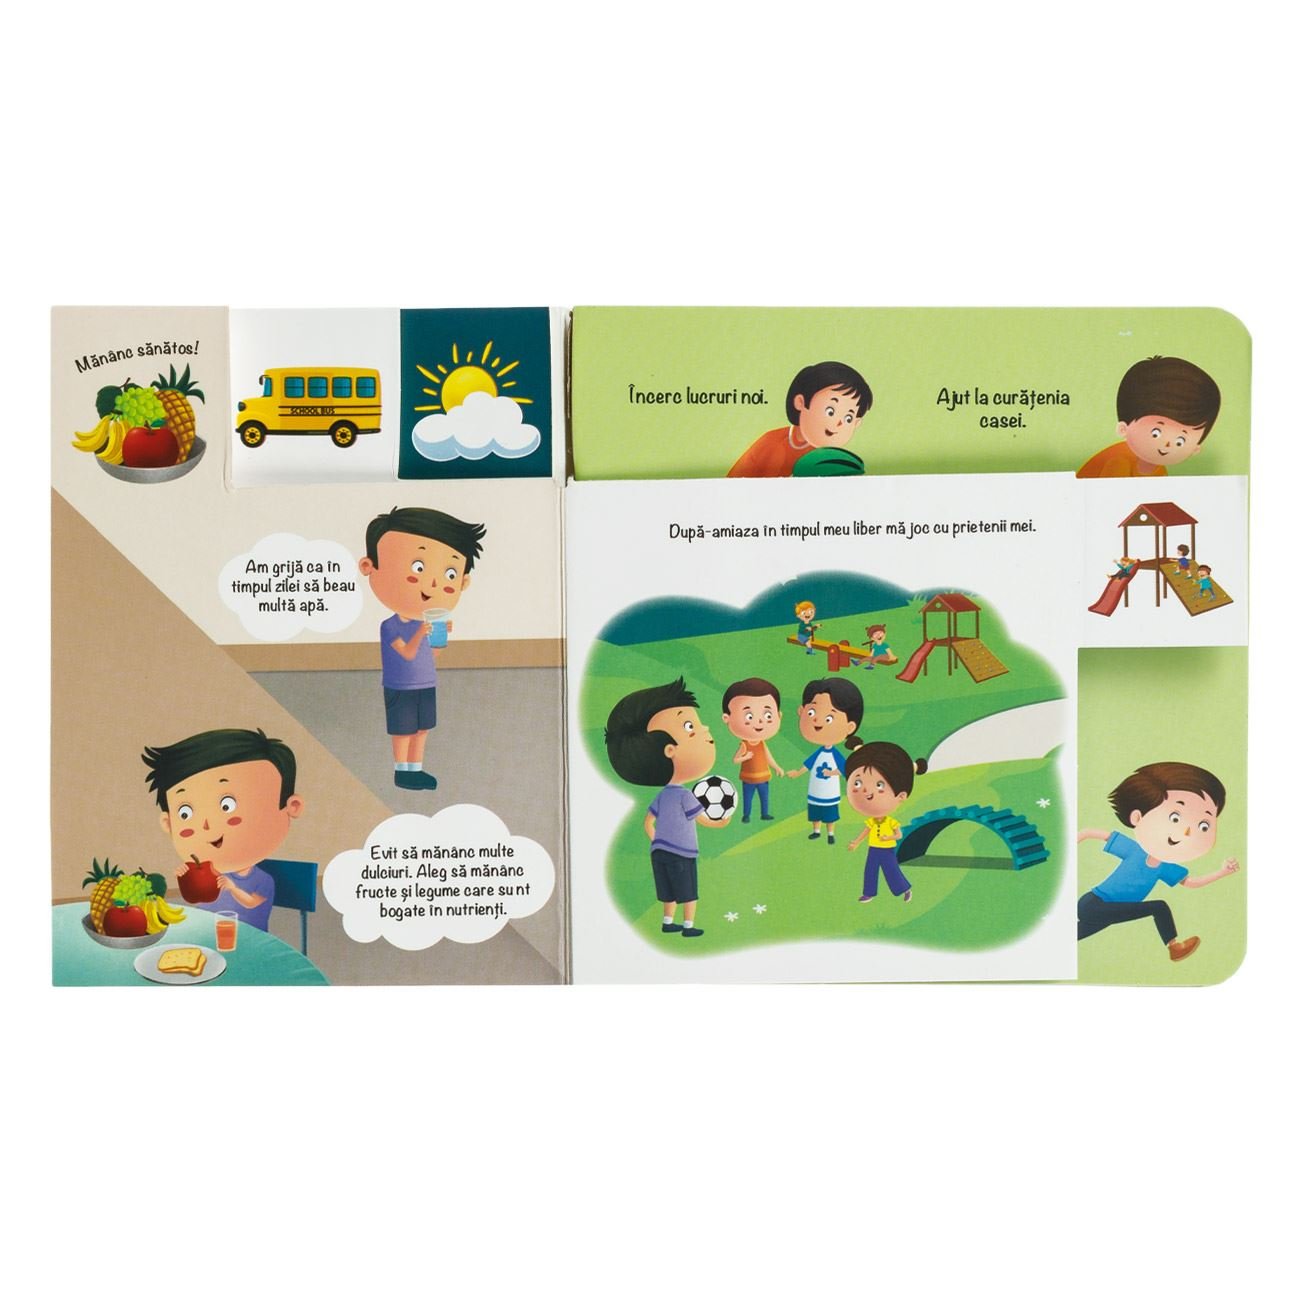 Mănânc sănătos!
SCHOOL BUS
Am grijă ca în
timpul zilei să beau
multă apă.
Evit să mănânc multe
dulciuri. Aleg să mănânc
fructe și legume care sunt
bogate în nutrienți.
Încerc lucruri noi.
Ajut la curățenia
casei.
După-amiaza în timpul meu liber mă joc cu prietenii mei.